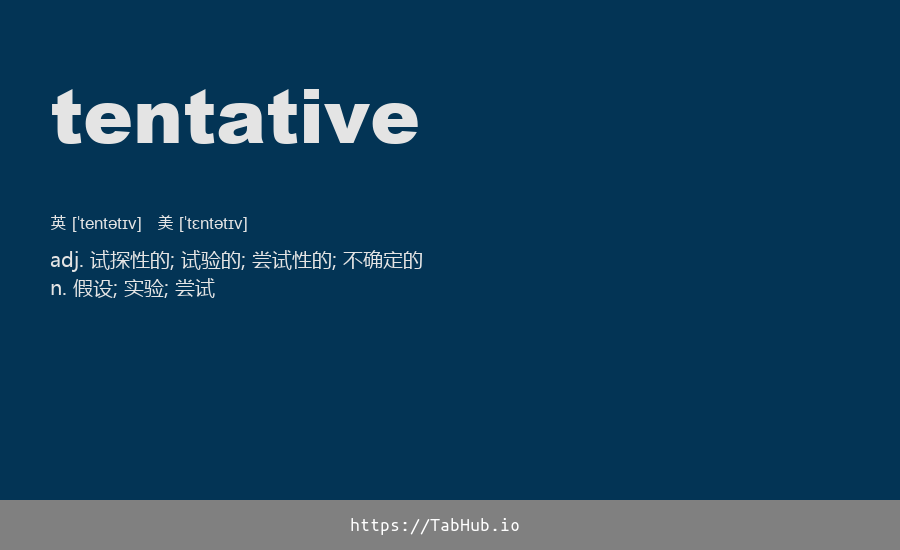 tentative
英 [ˈtentətɪv] 美 [ˈtɛntətɪv]
adj. 试探性的; 试验的; 尝试性的; 不确定的
n. 假设; 实验; 尝试
https://TabHub.io